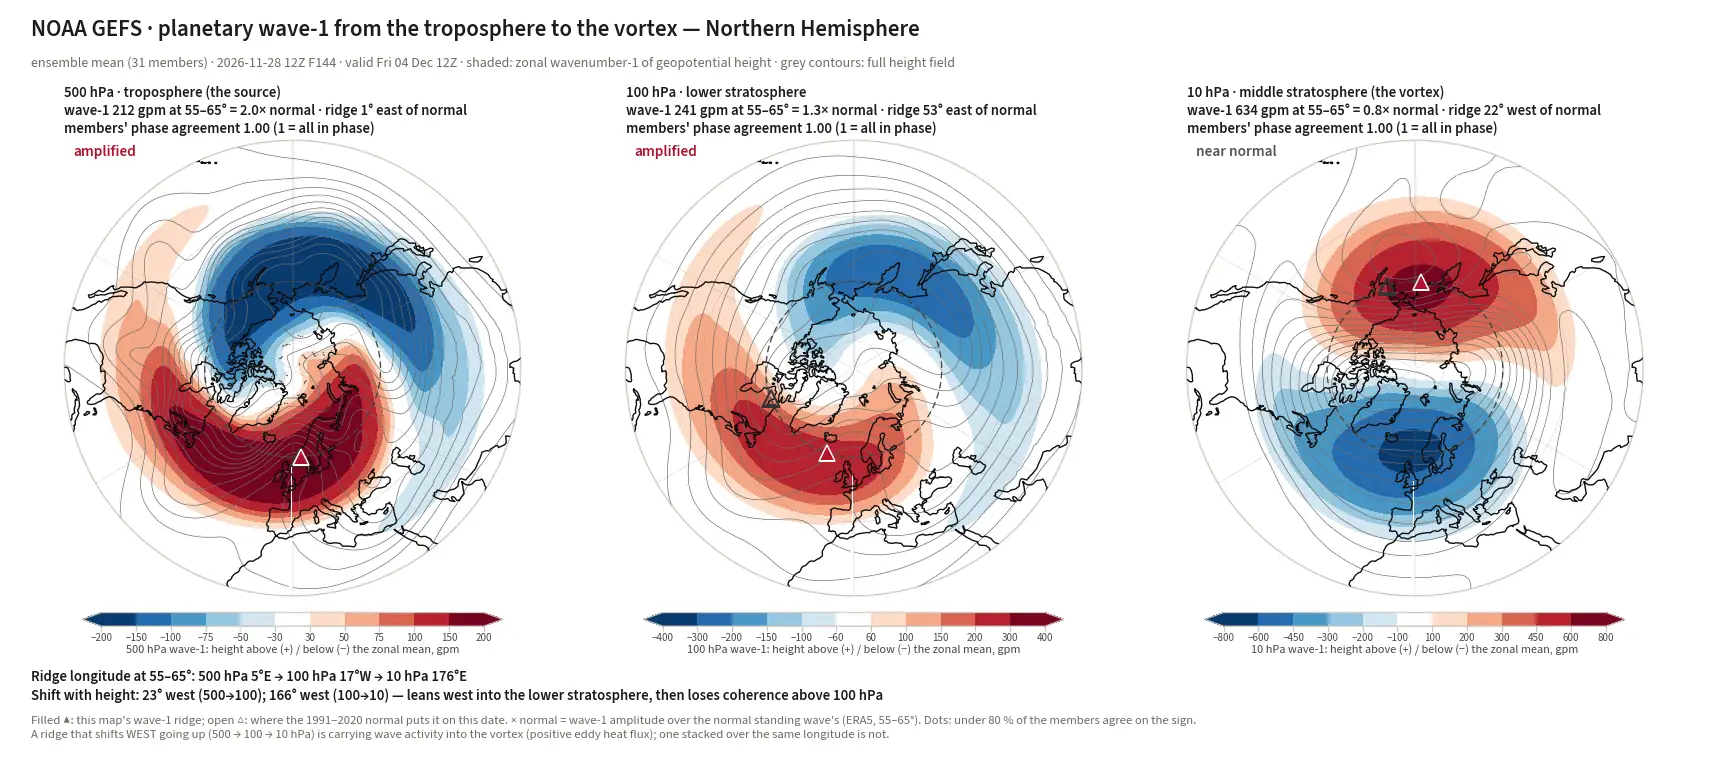 NOAA GEFS · planetary wave-1 from the troposphere to the vortex — Northern Hemisphere
ensemble mean (31 members) · 2026-11-28 12Z F144 · valid Fri 04 Dec 12Z · shaded: zonal wavenumber-1 of geopotential height · grey contours: full height field
500 hPa · troposphere (the source)
wave-1 212 gpm at 55–65° = 2.0× normal · ridge 1° east of normal
members' phase agreement 1.00 (1 = all in phase)
amplified
100 hPa · lower stratosphere
wave-1 241 gpm at 55–65° = 1.3× normal · ridge 53° east of normal
members' phase agreement 1.00 (1 = all in phase)
amplified
10 hPa · middle stratosphere (the vortex)
wave-1 634 gpm at 55–65° = 0.8× normal · ridge 22° west of normal
members' phase agreement 1.00 (1 = all in phase)
near normal
−200 −150 −100 −75 −50 −30 30 50 75 100 150 200
500 hPa wave-1: height above (+) / below (−) the zonal mean, gpm
−400 −300 −200 −150 −100 −60 60 100 150 200 300 400
100 hPa wave-1: height above (+) / below (−) the zonal mean, gpm
−800 −600 −450 −300 −200 −100 100 200 300 450 600 800
10 hPa wave-1: height above (+) / below (−) the zonal mean, gpm
Ridge longitude at 55–65°: 500 hPa 5°E → 100 hPa 17°W → 10 hPa 176°E
Shift with height: 23° west (500→100); 166° west (100→10) — leans west into the lower stratosphere, then loses coherence above 100 hPa
Filled ▲: this map's wave-1 ridge; open △: where the 1991–2020 normal puts it on this date. × normal = wave-1 amplitude over the normal standing wave's (ERA5, 55–65°). Dots: under 80 % of the members agree on the sign.
A ridge that shifts WEST going up (500 → 100 → 10 hPa) is carrying wave activity into the vortex (positive eddy heat flux); one stacked over the same longitude is not.